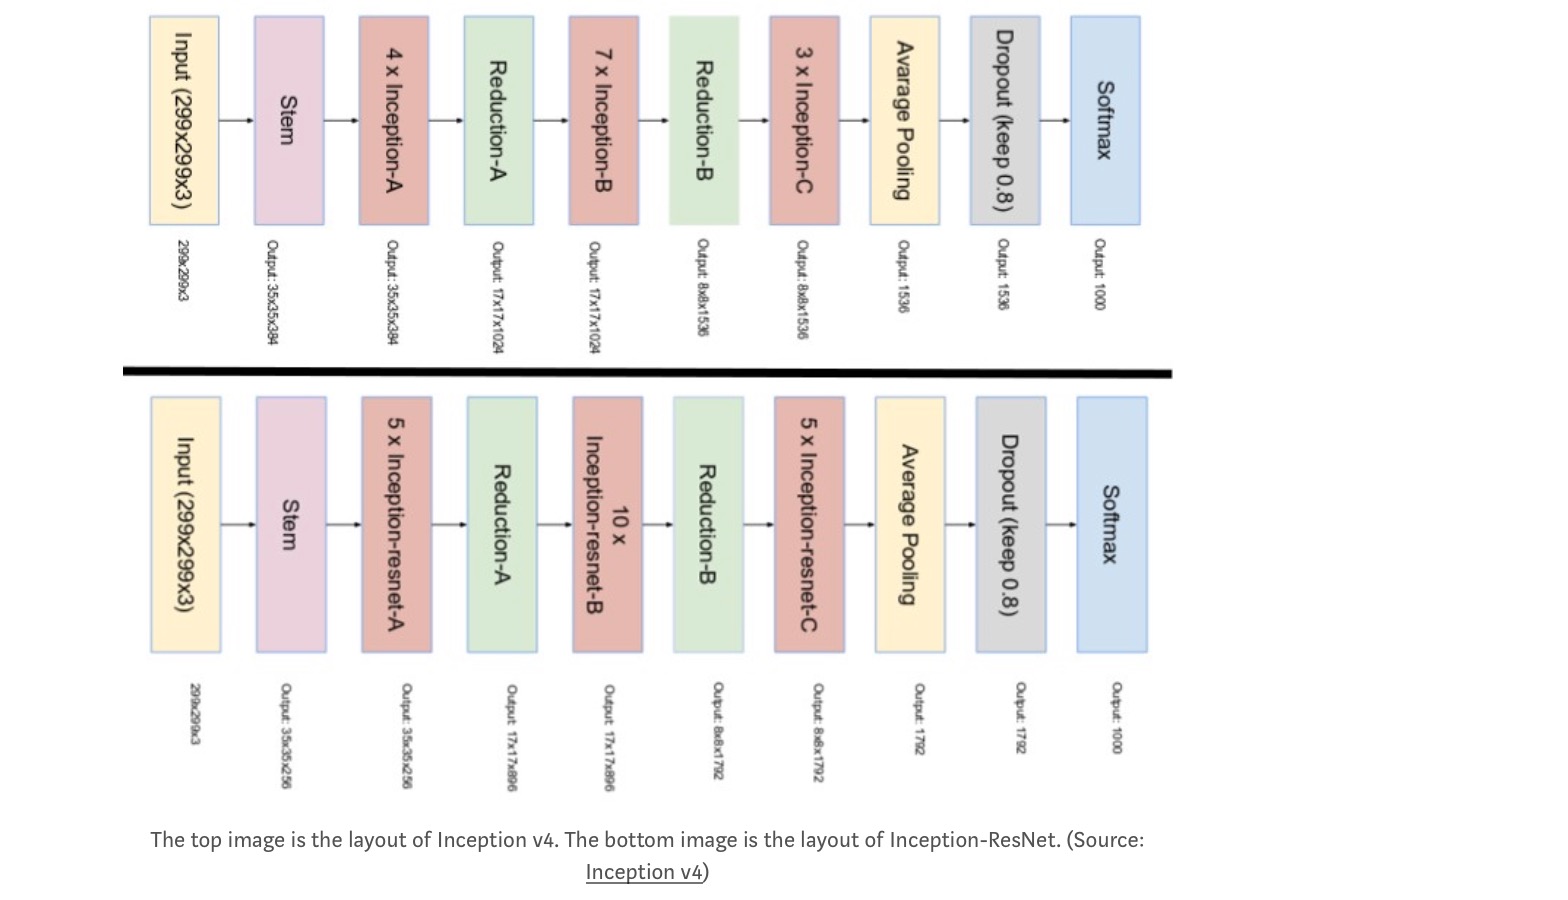 Input (299x299x3)
Stem
4 x Inception-A
Reduction-A
7 x Inception-B
Reduction-B
3 x Inception-C
Avarage Pooling
Dropout (keep 0.8)
Softmax
299x299x3
Output: 35x35x384
Output: 35x35x384
Output: 17x17x1024
Output: 17x17x1024
Output: 8x8x1536
Output: 8x8x1536
Output: 1536
Output: 1536
Output: 1000
Input (299x299x3)
Stem
5 x Inception-resnet-A
Reduction-A
10 x
Inception-resnet-B
Reduction-B
5 x Inception-resnet-C
Average Pooling
Dropout (keep 0.8)
Softmax
299x299x3
Output: 35x35x256
Output: 35x35x256
Output: 17x17x896
Output: 17x17x896
Output: 8x8x1792
Output: 8x8x1792
Output: 1792
Output: 1792
Output: 1000
The top image is the layout of Inception v4. The bottom image is the layout of Inception-ResNet. (Source:
Inception v4)